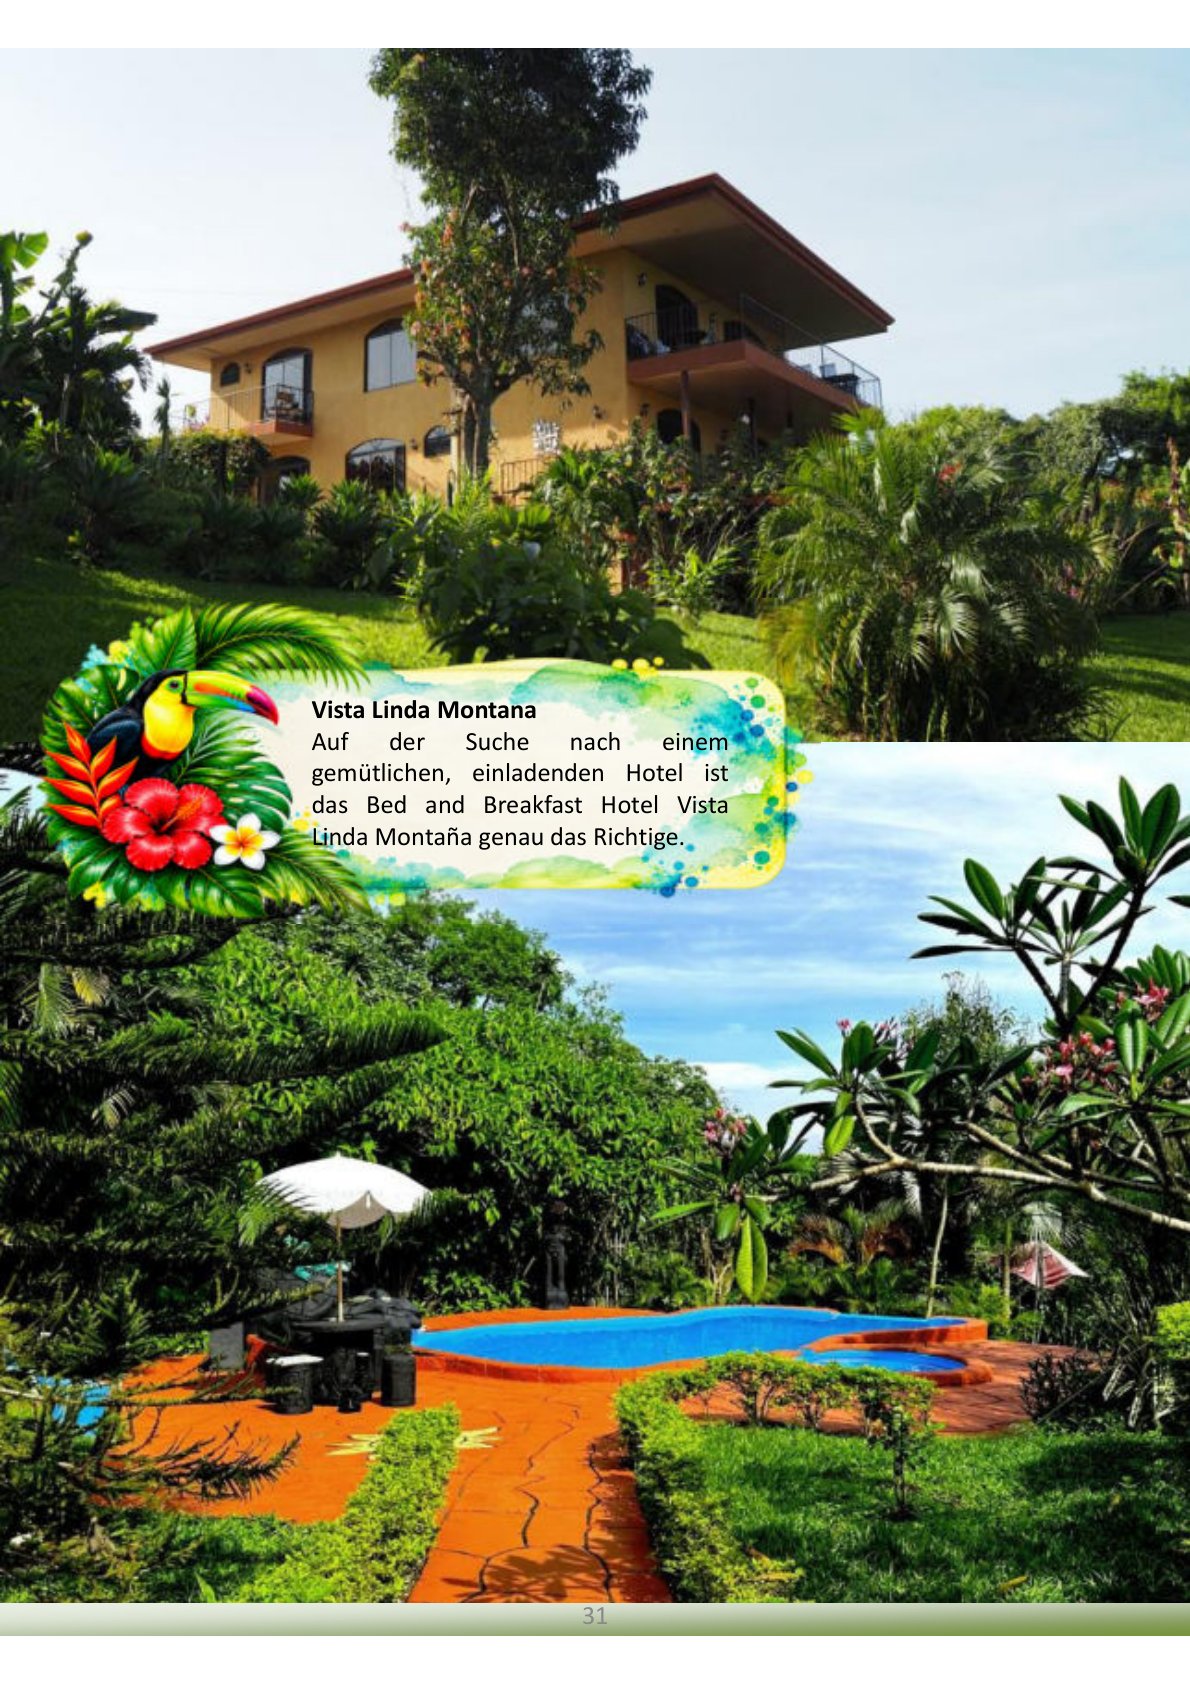 Vista Linda Montana
Auf der Suche nach einem
gemütlichen, einladenden Hotel ist
das Bed and Breakfast Hotel Vista
Linda Montaña genau das Richtige.
31